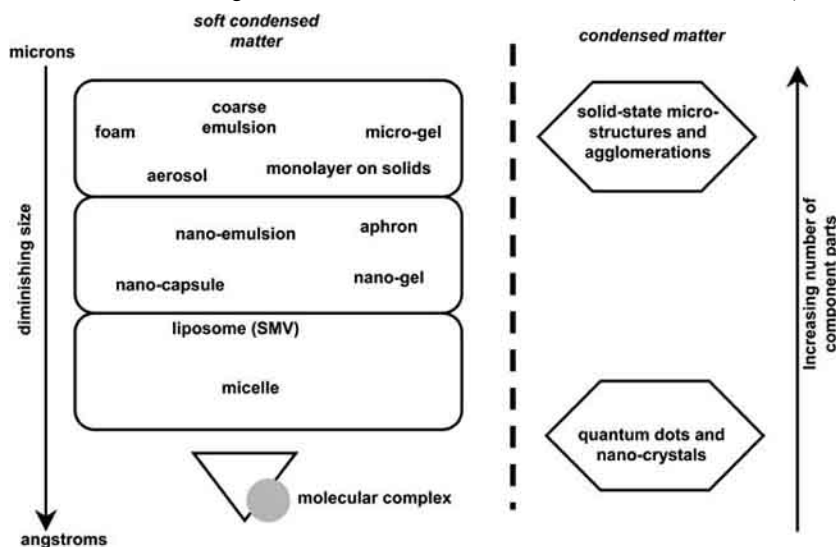 soft condensed
matter
condensed matter
microns
foam
coarse
emulsion
micro-gel
aerosol
monolayer on solids
solid-state micro-
structures and
agglomerations
diminishing size
nano-emulsion
aphron
nano-capsule
nano-gel
liposome (SMV)
micelle
quantum dots and
nano-crystals
Increasing number of
component parts
molecular complex
angstroms